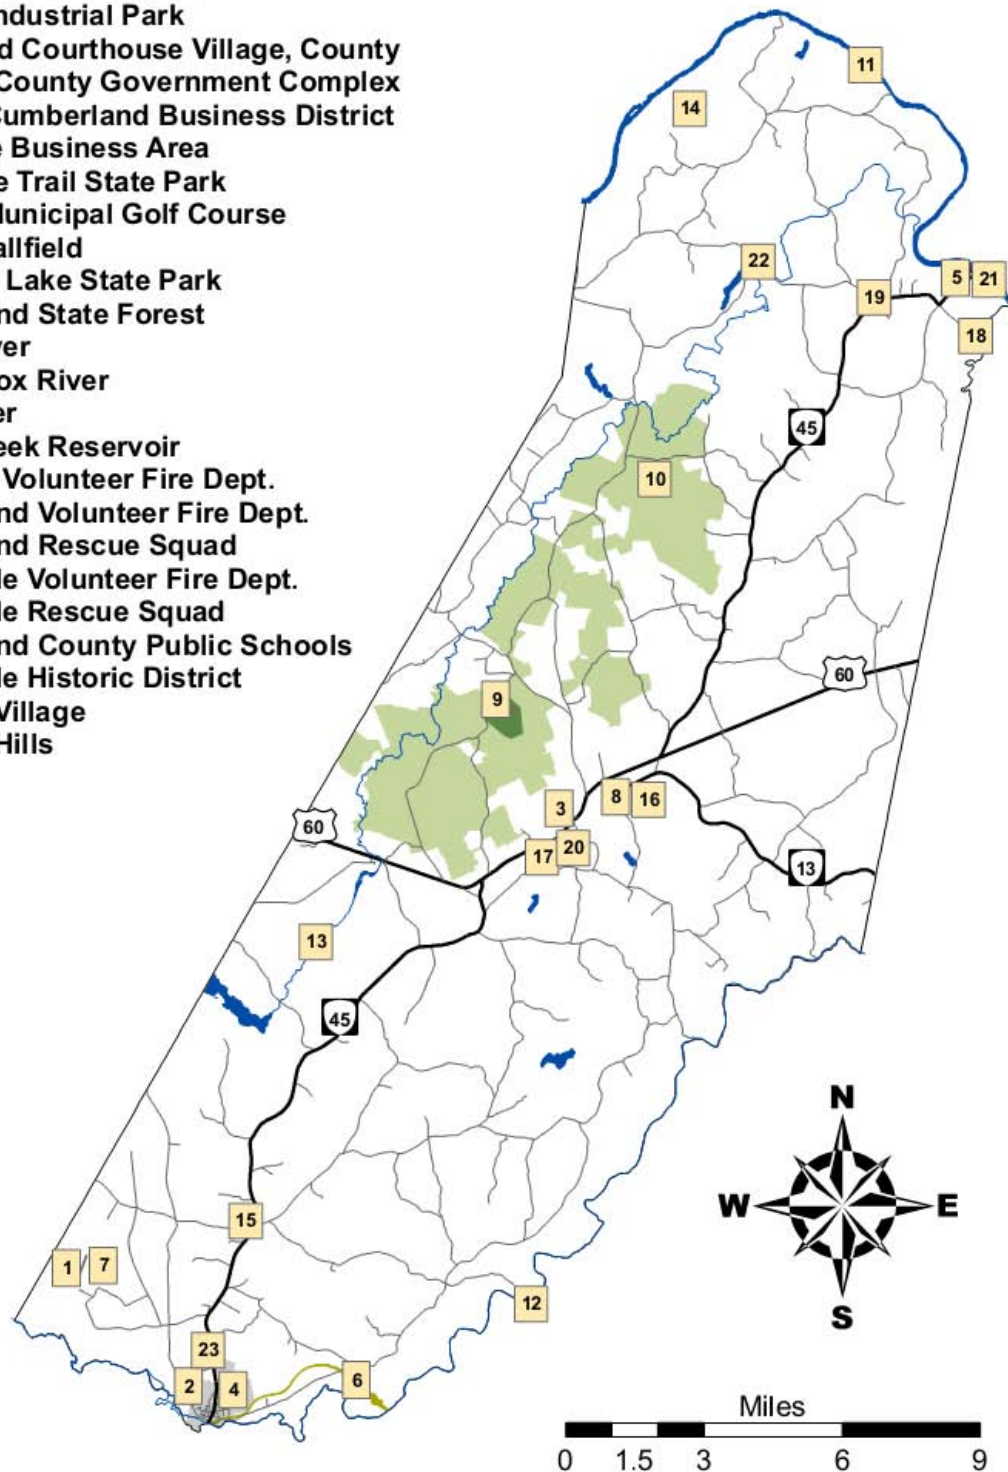 ndustrial Park
d Courthouse Village, County
County Government Complex
Cumberland Business District
e Business Area
e Trail State Park
Municipal Golf Course
allfield
Lake State Park
nd State Forest
ver
ox River
er
eek Reservoir
Volunteer Fire Dept.
nd Volunteer Fire Dept.
nd Rescue Squad
le Volunteer Fire Dept.
le Rescue Squad
nd County Public Schools
le Historic District
Village
Hills
11
14
22
5 21
19
18
45
10
60
9
8 16
3
60
20
17
13
13
45
N
W E
S
15
1 7
12
23
6
2 4
Miles
0 1.5 3 6 9